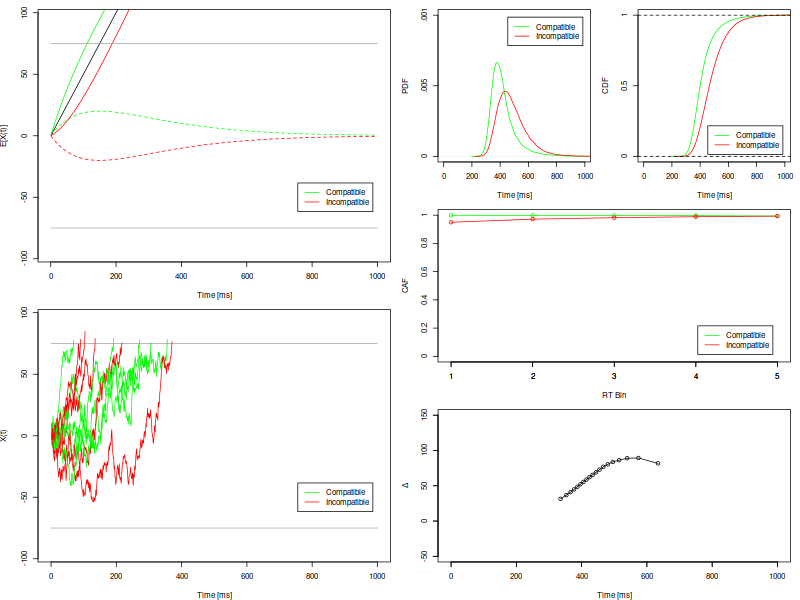 E[X(t)]
100
50
0
-50
-100
Compatible
Incompatible
0 200 400 600 800 1000
Time [ms]
PDF
.001
.005
0
Compatible
Incompatible
0 200 400 600 800 1000
Time [ms]
CDF
1
0.5
0
Compatible
Incompatible
0 200 400 600 800 1000
Time [ms]
CAF
1
0.8
0.6
0.4
0.2
0
Compatible
Incompatible
1 2 3 4 5
RT Bin
X(t)
100
50
0
-50
-100
Compatible
Incompatible
0 200 400 600 800 1000
Time [ms]
Δ
150
100
50
0
-50
0 200 400 600 800 1000
Time [ms]